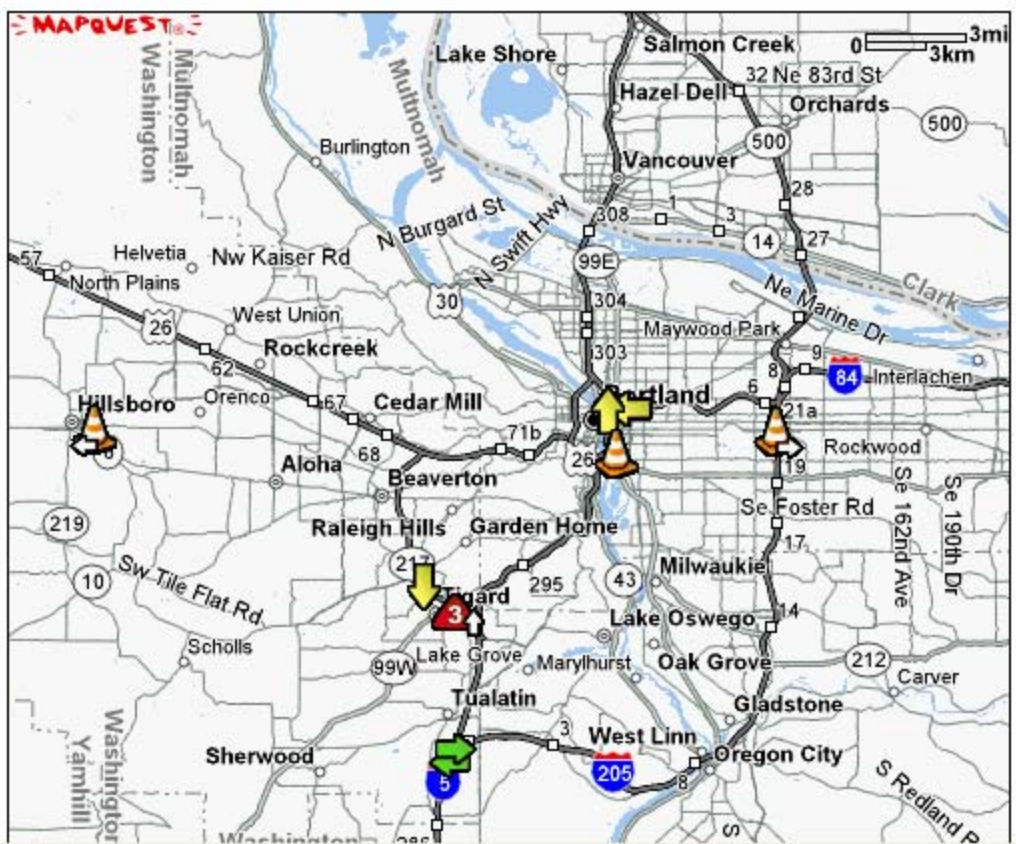 MAPQUEST
3mi
0
3km
Lake Shore
Salmon Creek
Multnomah
Washington
Multnomah
Hazel Dell
32 Ne 83rd St
Orchards
500
500
Burlington
Vancouver
28
308
1
3
14
27
N Burgard St
N Swift Hwy
99E
57
Helvetia
Nw Kaiser Rd
North Plains
30
304
Clark
Ne Marine Dr
26
West Union
Maywood Park
Rockcreek
303
9
62
8
84
Interlachen
Orenco
67
Cedar Mill
6
Hillsboro
21a
68
71b
26
Rockwood
Aloha
Beaverton
19
Raleigh Hills
Garden Home
Se Foster Rd
Se 162nd Ave
Se 190th Dr
219
217
17
10
Sw Tile Flat Rd
295
43
Milwaukie
Tigard
3
14
Lake Oswego
Scholls
99W
Lake Grove
Marylhurst
Oak Grove
212
Carver
Tualatin
Gladstone
Washington
Yamhill
Sherwood
3
West Linn
Oregon City
5
205
8
S Redland R
286
Washington
S